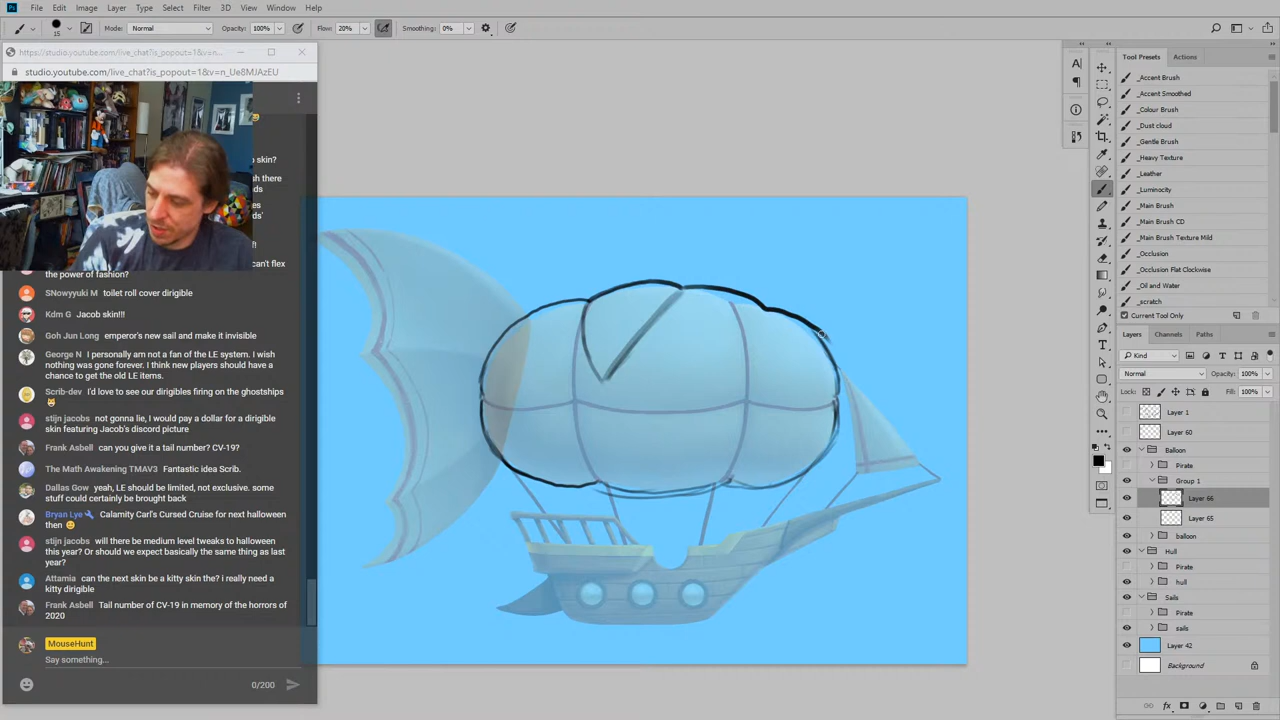 Ps File Edit Image Layer Type Select Filter 3D View Window Help
15 Mode: Normal Opacity: 100% Flow: 20% Smoothing: 0%
https://studio.youtube.com/live_chat?is_popout=1&v=n...
studio.youtube.com/live_chat?is_popout=1&v=n_Ue8MJAzEU
skin?
there
can't flex
the power of fashion?
SNowyyuki M toilet roll cover dirigible
Kdm G Jacob skin!!!
Goh Jun Long emperor's new sail and make it invisible
George N I personally am not a fan of the LE system. I wish
nothing was gone forever. I think new players should have a
chance to get the old LE items.
Scrib-dev I'd love to see our dirigibles firing on the ghostships
stijn jacobs not gonna lie, I would pay a dollar for a dirigible
skin featuring Jacob's discord picture
Frank Asbell can you give it a tail number? CV-19?
The Math Awakening TMAV3 Fantastic idea Scrib.
Dallas Gow yeah, LE should be limited, not exclusive. some
stuff could certainly be brought back
Bryan Lye Calamity Carl's Cursed Cruise for next halloween
then
stijn jacobs will there be medium level tweaks to halloween
this year? Or should we expect basically the same thing as last
year?
Attamia can the next skin be a kitty skin the? i really need a
kitty dirigible
Frank Asbell Tail number of CV-19 in memory of the horrors of
2020
MouseHunt
Say something...
0/200
Tool Presets Actions
_Accent Brush
_Accent Smoothed
_Colour Brush
_Dust cloud
_Gentle Brush
_Heavy Texture
_Leather
_Luminocity
_Main Brush
_Main Brush CD
_Main Brush Texture Mild
_Occlusion
_Occlusion Flat Soft
_Oil and Water
_scratch
Current Tool Only
Layers Channels Paths
Kind
Normal Opacity: 100%
Lock: Fill: 100%
Layer 1
Layer 60
Balloon
Pirate
Group 1
Layer 66
Layer 65
balloon
Hull
Pirate
hull
Sails
Pirate
sails
Layer 42
Background